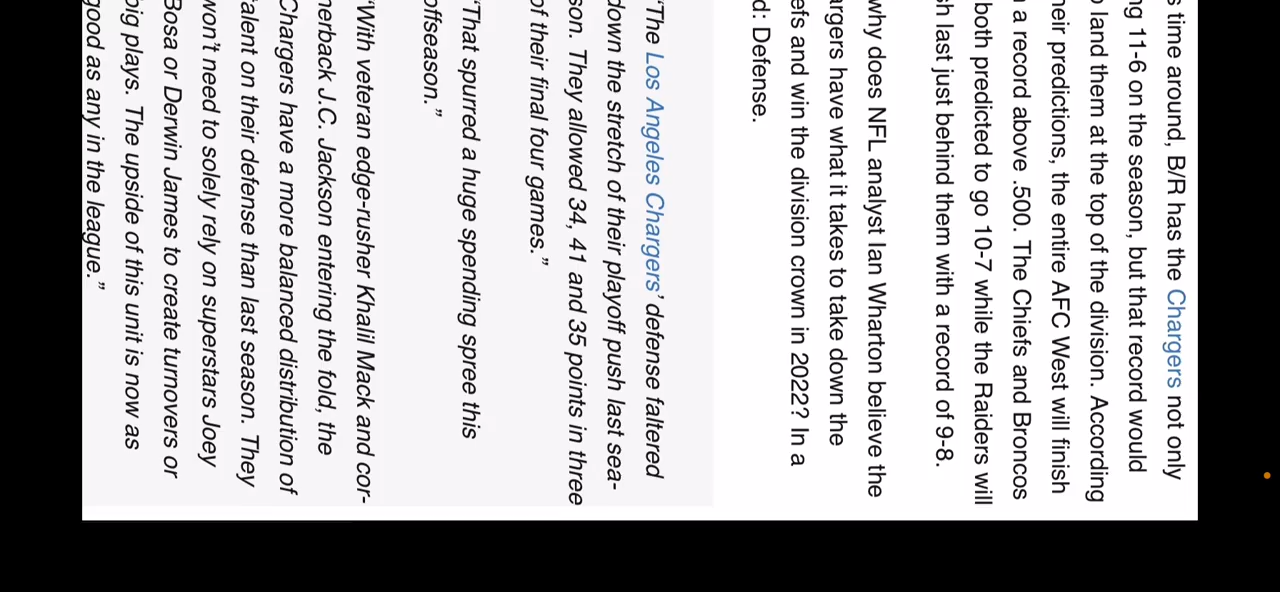 time around, B/R has the Chargers not only
11-6 on the season, but that record would
land them at the top of the division. According
their predictions, the entire AFC West will finish
a record above .500. The Chiefs and Broncos
both predicted to go 10-7 while the Raiders will
last just behind them with a record of 9-8.
why does NFL analyst Ian Wharton believe the
have what it takes to take down the
and win the division crown in 2022? In a
Defense.
“The Los Angeles Chargers’ defense faltered
down the stretch of their playoff push last sea-
son. They allowed 34, 41 and 35 points in three
of their final four games.”
“That spurred a huge spending spree this
offseason.”
“With veteran edge-rusher Khalil Mack and cor-
nerback J.C. Jackson entering the fold, the
Chargers have a more balanced distribution of
talent on their defense than last season. They
won’t need to solely rely on superstars Joey
Bosa or Derwin James to create turnovers or
big plays. The upside of this unit is now as
good as any in the league.”